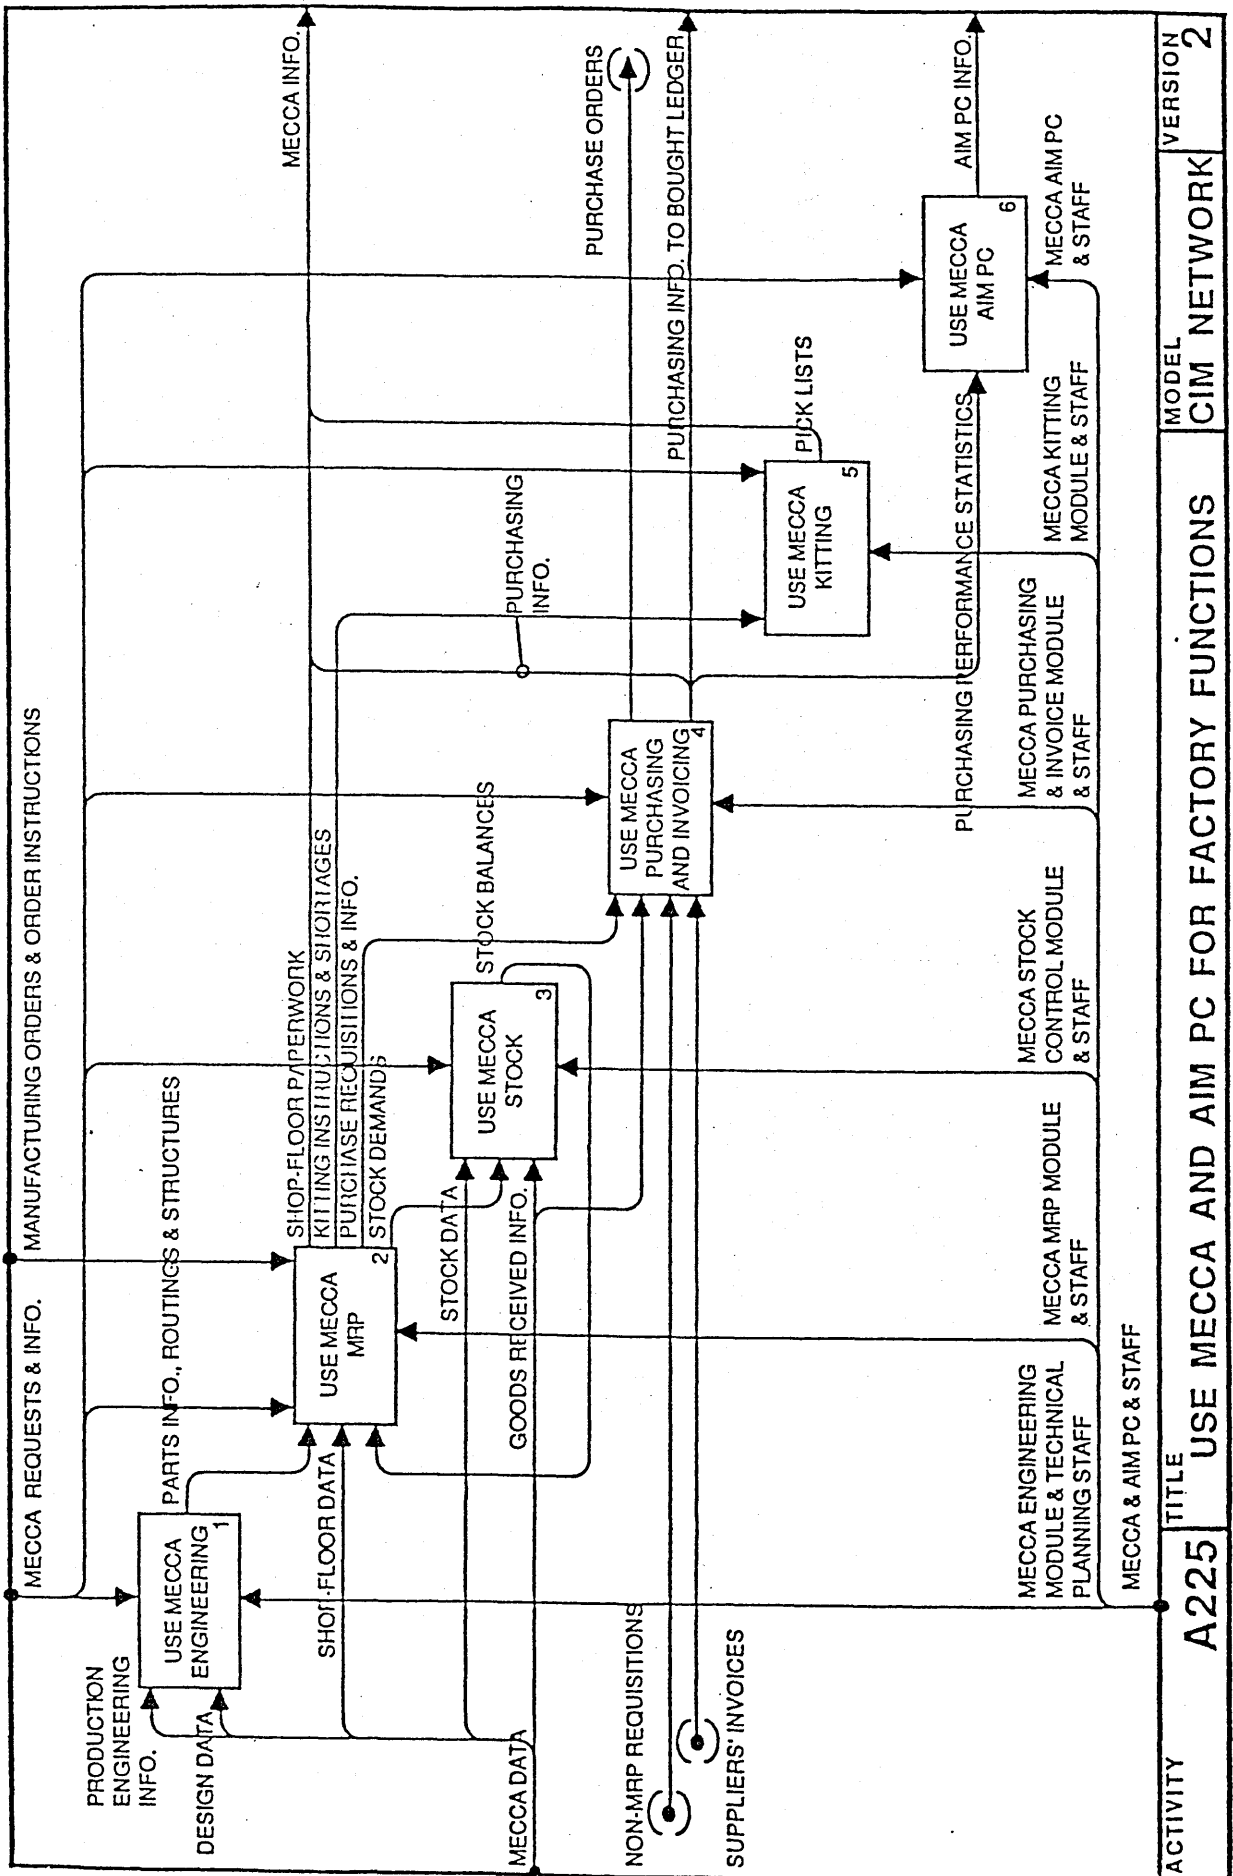 MECCA REQUESTS & INFO.
MANUFACTURING ORDERS & ORDER INSTRUCTIONS
MECCA INFO.
PRODUCTION
ENGINEERING
INFO.
DESIGN DATA
USE MECCA
ENGINEERING
1
PARTS INFO., ROUTINGS & STRUCTURES
SHOP-FLOOR DATA
USE MECCA
MRP
2
SHOP-FLOOR PAPERWORK
KITTING INSTRUCTIONS & SHORTAGES
PURCHASE REQUISITIONS & INFO.
STOCK DEMANDS
STOCK DATA
GOODS RECEIVED INFO.
MECCA DATA
USE MECCA
STOCK
3
STOCK BALANCES
NON-MRP REQUISITIONS
SUPPLIERS' INVOICES
USE MECCA
PURCHASING
AND INVOICING
4
PURCHASING
INFO.
PURCHASE ORDERS
PURCHASING INFO. TO BOUGHT LEDGER
USE MECCA
KITTING
5
PICK LISTS
PURCHASING PERFORMANCE STATISTICS
USE MECCA
AIM PC
6
AIM PC INFO.
MECCA ENGINEERING
MODULE & TECHNICAL
PLANNING STAFF
MECCA MRP MODULE
& STAFF
MECCA STOCK
CONTROL MODULE
& STAFF
MECCA PURCHASING
& INVOICE MODULE
& STAFF
MECCA KITTING
MODULE & STAFF
MECCA AIM PC
& STAFF
MECCA & AIM PC & STAFF
ACTIVITY
A225
TITLE
USE MECCA AND AIM PC FOR FACTORY FUNCTIONS
MODEL
CIM NETWORK
VERSION
2